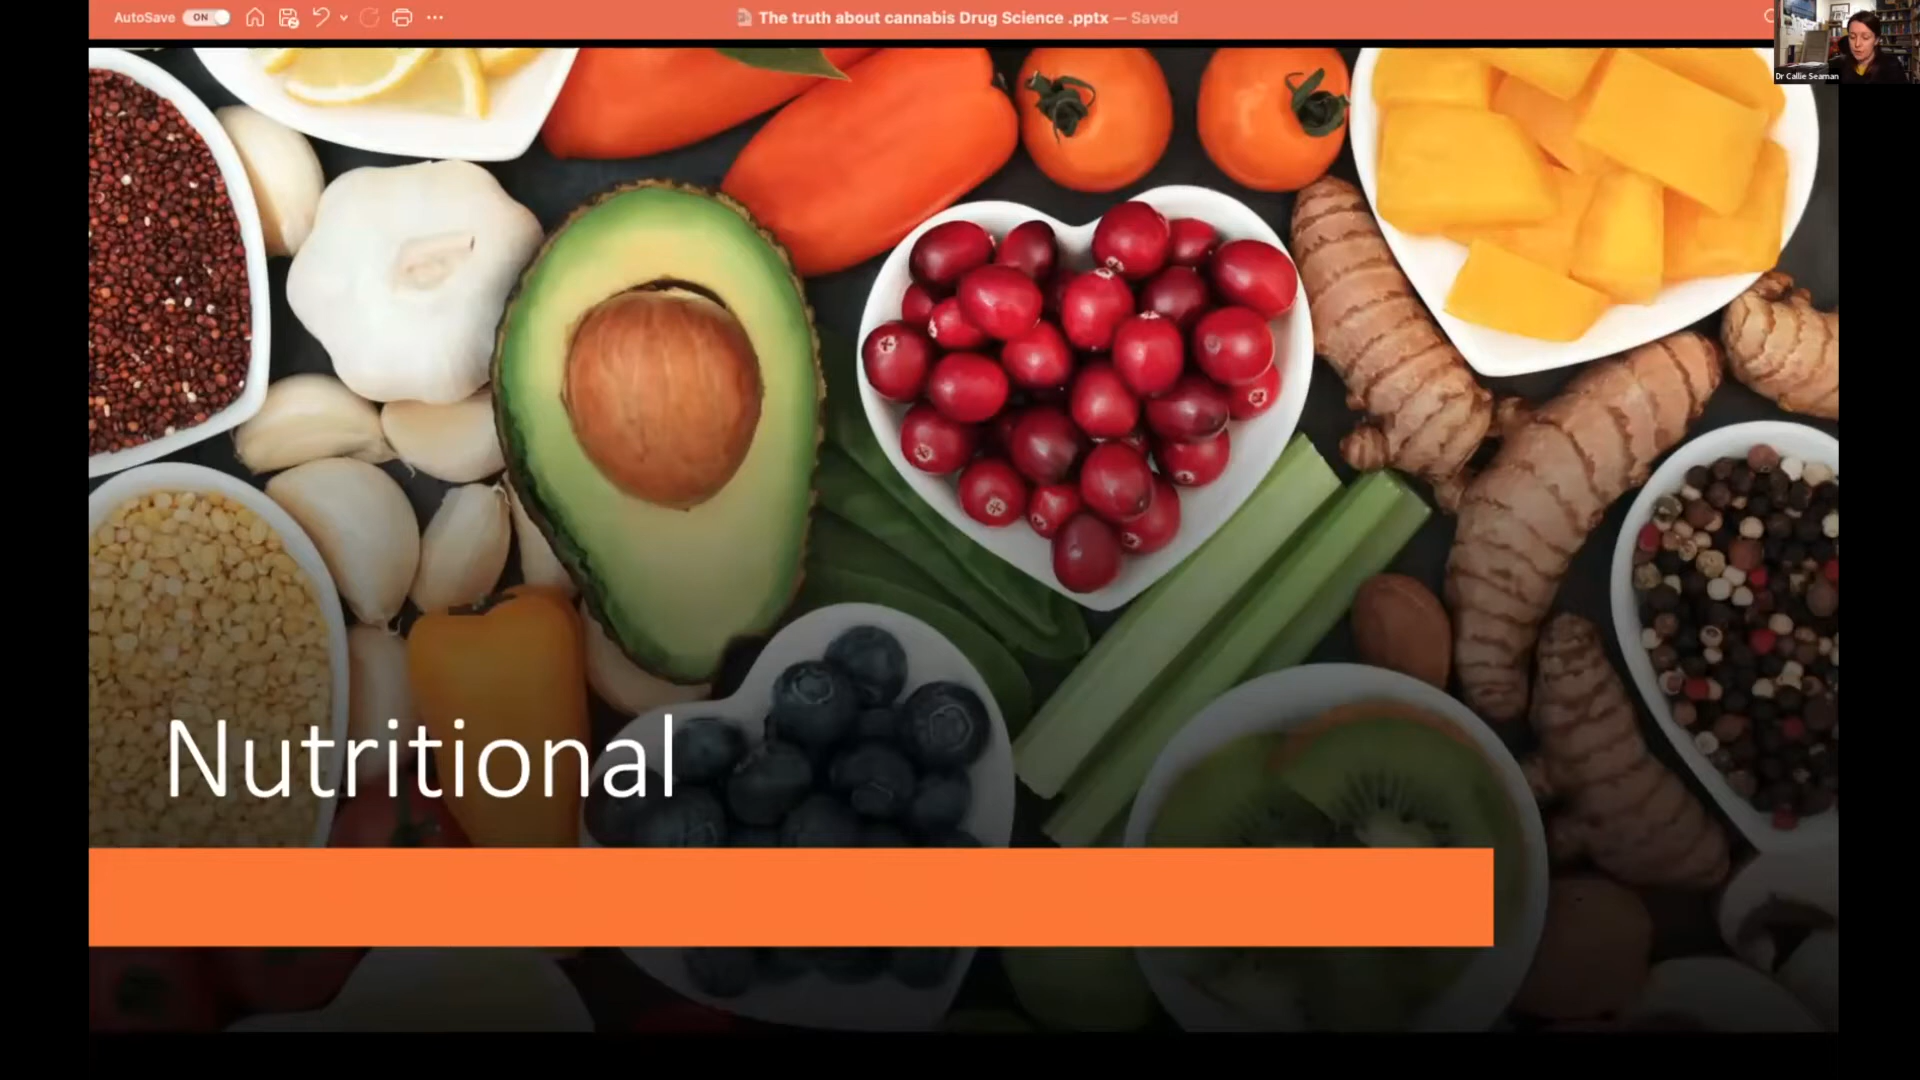 AutoSave ON
The truth about cannabis Drug Science .pptx — Saved
Dr Callie Seaman
Nutritional